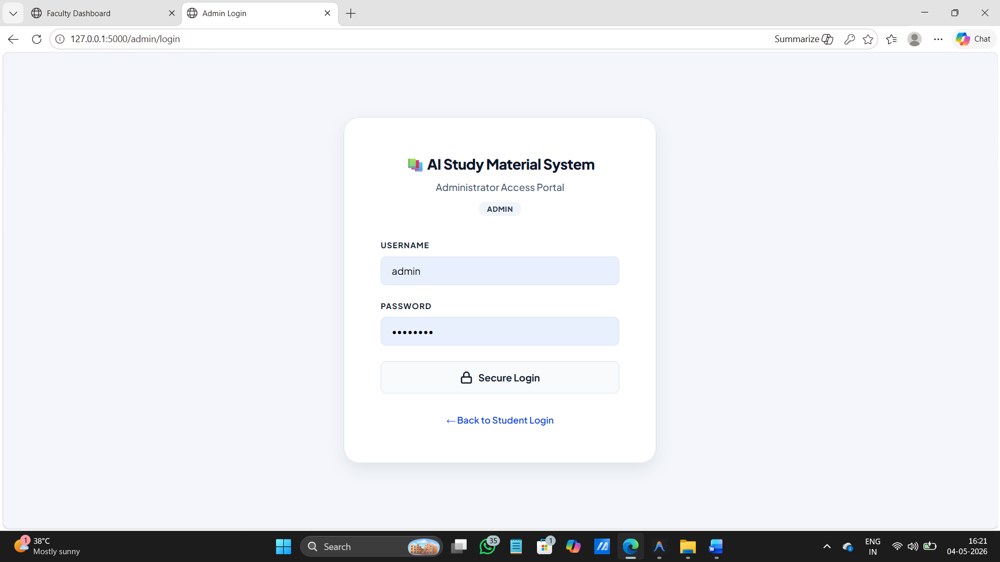 Faculty Dashboard
Admin Login
127.0.0.1:5000/admin/login
Summarize
Chat
AI Study Material System
Administrator Access Portal
ADMIN
USERNAME
admin
PASSWORD
••••••••
Secure Login
←Back to Student Login
1
38°C
Mostly sunny
Search
35
1
ENG
IN
16:21
04-05-2026